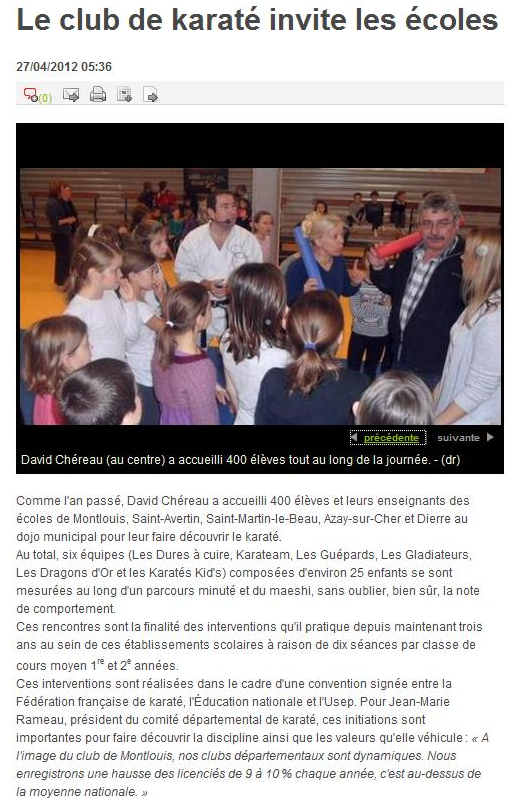 Le club de karaté invite les écoles
27/04/2012 05:36
(0)
précédente suivante
David Chéreau (au centre) a accueilli 400 élèves tout au long de la journée. - (dr)
Comme l'an passé, David Chéreau a accueilli 400 élèves et leurs enseignants des
écoles de Montlouis, Saint-Avertin, Saint-Martin-le-Beau, Azay-sur-Cher et Dierre au
dojo municipal pour leur faire découvrir le karaté.
Au total, six équipes (Les Dures à cuire, Karateam, Les Guépards, Les Gladiateurs,
Les Dragons d'Or et les Karatés Kid's) composées d'environ 25 enfants se sont
mesurées au long d'un parcours minuté et du maeshi, sans oublier, bien sûr, la note
de comportement.
Ces rencontres sont la finalité des interventions qu'il pratique depuis maintenant trois
ans au sein de ces établissements scolaires à raison de dix séances par classe de
cours moyen 1re et 2e années.
Ces interventions sont réalisées dans le cadre d'une convention signée entre la
Fédération française de karaté, l'Éducation nationale et l'Usep. Pour Jean-Marie
Rameau, président du comité départemental de karaté, ces initiations sont
importantes pour faire découvrir la discipline ainsi que les valeurs qu'elle véhicule : « A
l'image du club de Montlouis, nos clubs départementaux sont dynamiques. Nous
enregistrons une hausse des licenciés de 9 à 10 % chaque année, c'est au-dessus de
la moyenne nationale. »